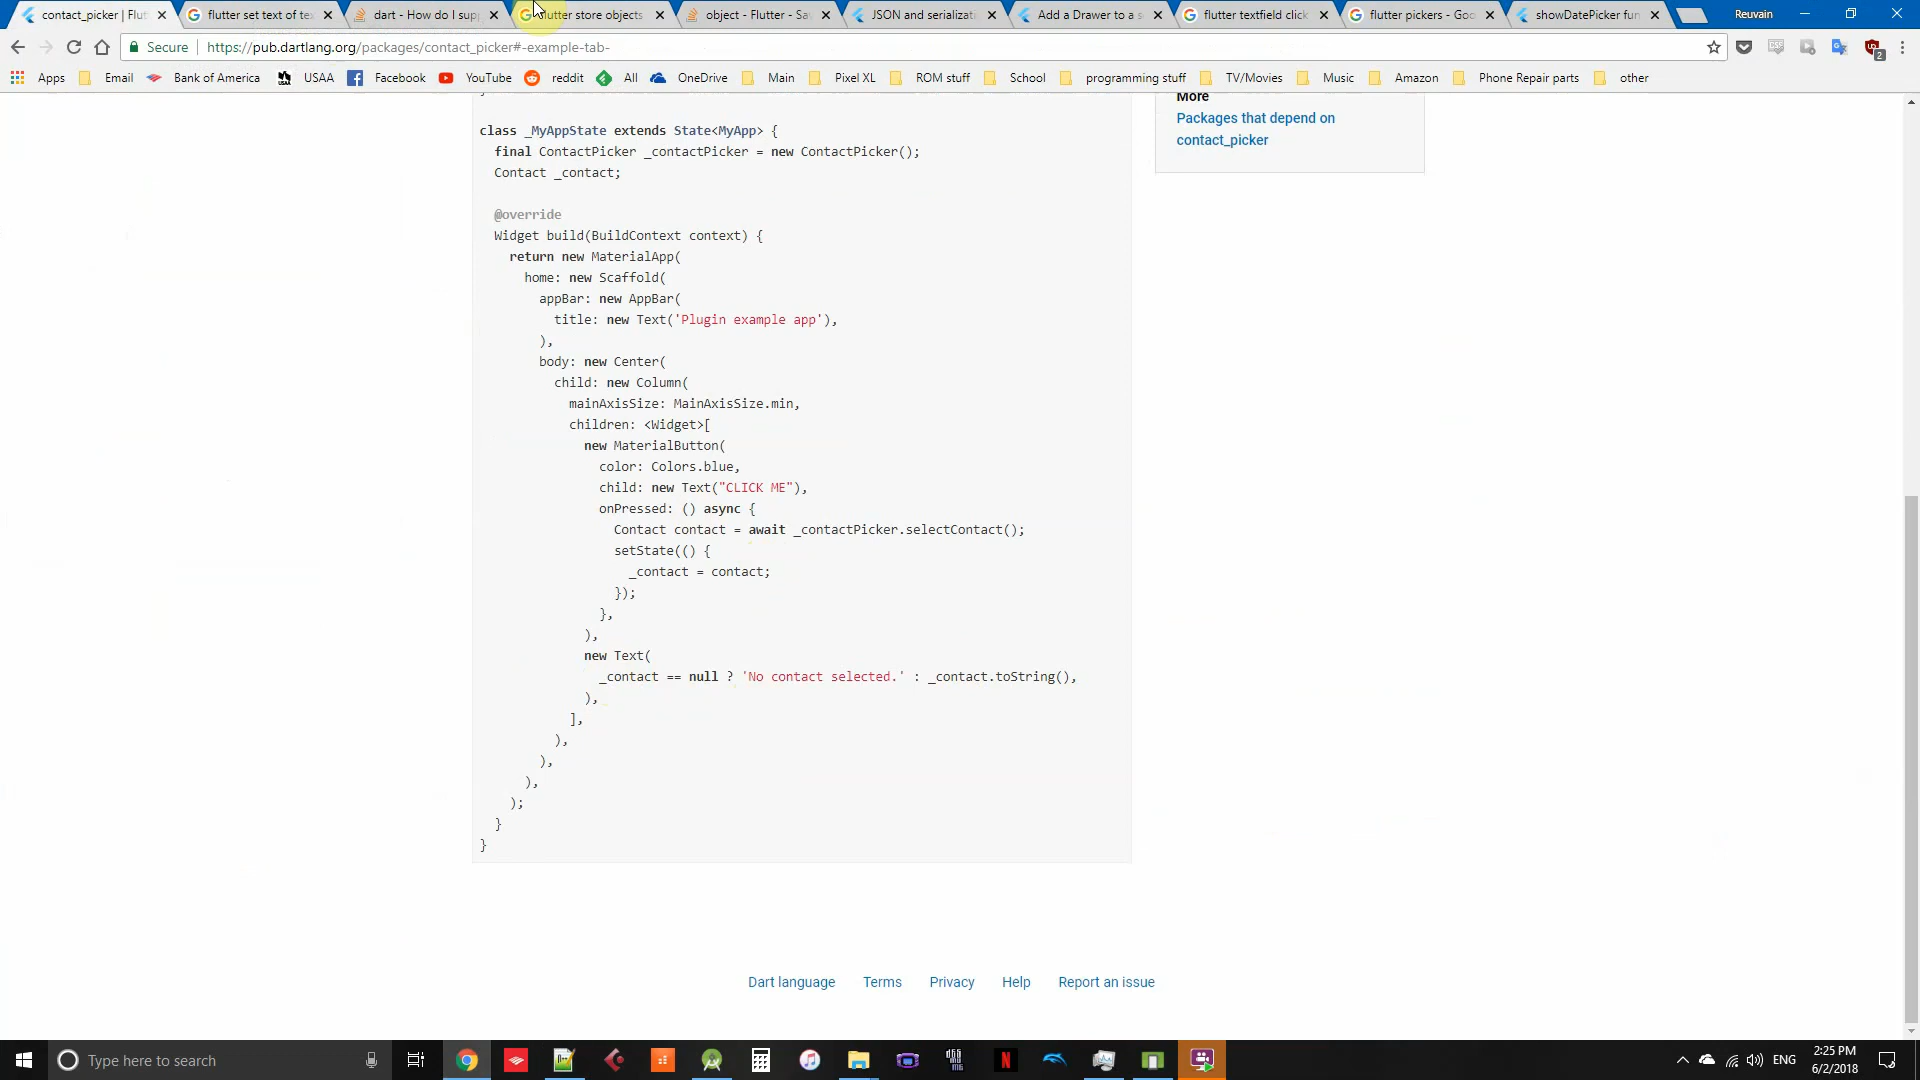 contact_picker | Flut
flutter set text of tex
dart - How do I supp
flutter store objects
object - Flutter - Sav
JSON and serializatio
Add a Drawer to a s
flutter textfield click
flutter pickers - Goo
showDatePicker fun
Reuvain
Secure
https://pub.dartlang.org/packages/contact_picker#-example-tab-
Apps
Email
Bank of America
USAA
Facebook
YouTube
reddit
All
OneDrive
Main
Pixel XL
ROM stuff
School
programming stuff
TV/Movies
Music
Amazon
Phone Repair parts
other
class _MyAppState extends State<MyApp> {
final ContactPicker _contactPicker = new ContactPicker();
Contact _contact;
@override
Widget build(BuildContext context) {
return new MaterialApp(
home: new Scaffold(
appBar: new AppBar(
title: new Text('Plugin example app'),
),
body: new Center(
child: new Column(
mainAxisSize: MainAxisSize.min,
children: <Widget>[
new MaterialButton(
color: Colors.blue,
child: new Text("CLICK ME"),
onPressed: () async {
Contact contact = await _contactPicker.selectContact();
setState(() {
_contact = contact;
});
},
),
new Text(
_contact == null ? 'No contact selected.' : _contact.toString(),
),
],
),
),
),
);
}
}
More
Packages that depend on
contact_picker
Dart language
Terms
Privacy
Help
Report an issue
Type here to search
ENG
2:25 PM
6/2/2018